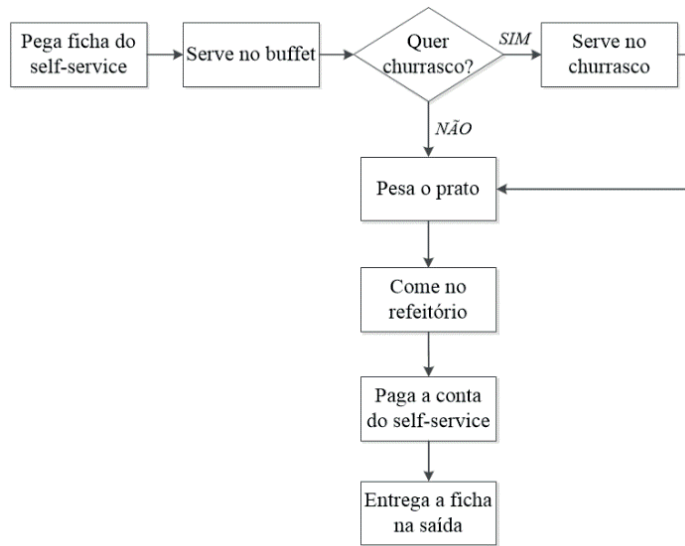 Pega ficha do
self-service
Serve no buffet
Quer
churrasco?
SIM
Serve no
churrasco
NÃO
Pesa o prato
Come no
refeitório
Paga a conta
do self-service
Entrega a ficha
na saída